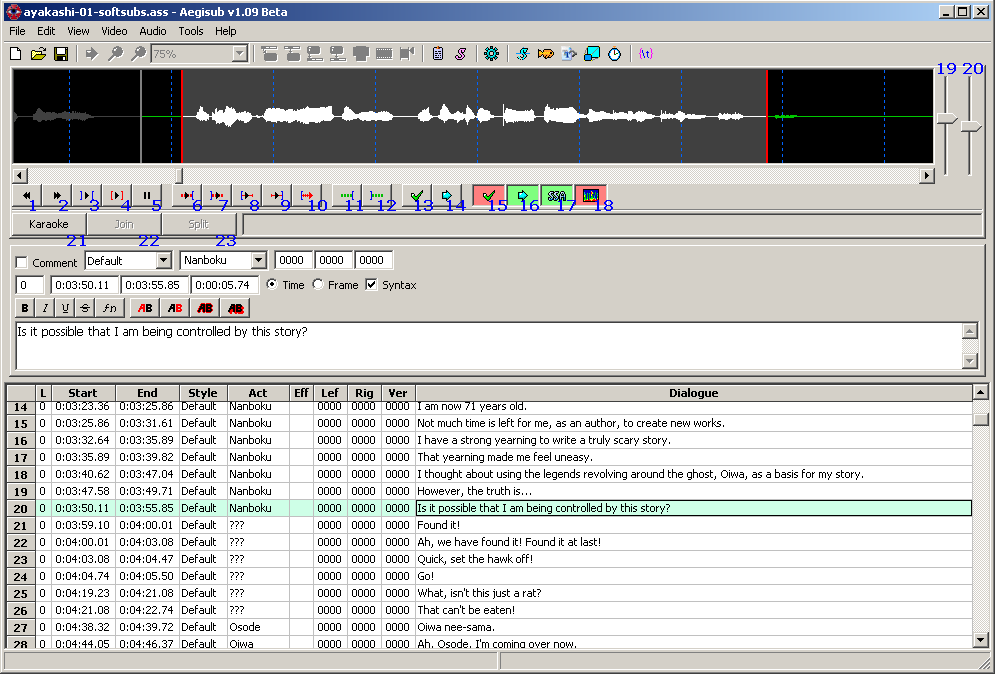 ayakashi-01-softsubs.ass - Aegisub v1.09 Beta
File Edit View Video Audio Tools Help
75%
19 20
1 2 3 4 5 6 7 8 9 10 11 12 13 14 15 16 17 18
SSA
Karaoke Join Split
21 22 23
Comment Default Nanboku 0000 0000 0000
0 0:03:50.11 0:03:55.85 0:00:05.74 Time Frame Syntax
B I U S fn AB AB AB AB
Is it possible that I am being controlled by this story?
L Start End Style Act Eff Lef Rig Ver Dialogue
14 0 0:03:23.36 0:03:25.86 Default Nanboku 0000 0000 0000 I am now 71 years old.
15 0 0:03:25.86 0:03:31.61 Default Nanboku 0000 0000 0000 Not much time is left for me, as an author, to create new works.
16 0 0:03:32.64 0:03:35.89 Default Nanboku 0000 0000 0000 I have a strong yearning to write a truly scary story.
17 0 0:03:35.89 0:03:39.82 Default Nanboku 0000 0000 0000 That yearning made me feel uneasy.
18 0 0:03:40.62 0:03:47.04 Default Nanboku 0000 0000 0000 I thought about using the legends revolving around the ghost, Oiwa, as a basis for my story.
19 0 0:03:47.58 0:03:49.71 Default Nanboku 0000 0000 0000 However, the truth is...
20 0 0:03:50.11 0:03:55.85 Default Nanboku 0000 0000 0000 Is it possible that I am being controlled by this story?
21 0 0:03:59.10 0:04:00.01 Default ??? 0000 0000 0000 Found it!
22 0 0:04:00.01 0:04:03.08 Default ??? 0000 0000 0000 Ah, we have found it! Found it at last!
23 0 0:04:03.08 0:04:04.47 Default ??? 0000 0000 0000 Quick, set the hawk off!
24 0 0:04:04.74 0:04:05.50 Default ??? 0000 0000 0000 Go!
25 0 0:04:19.23 0:04:21.08 Default ??? 0000 0000 0000 What, isn't this just a rat?
26 0 0:04:21.08 0:04:22.74 Default ??? 0000 0000 0000 That can't be eaten!
27 0 0:04:38.32 0:04:39.72 Default Osode 0000 0000 0000 Oiwa nee-sama.
28 0 0:04:44.05 0:04:46.37 Default Oiwa 0000 0000 0000 Ah, Osode. I'm coming over now.